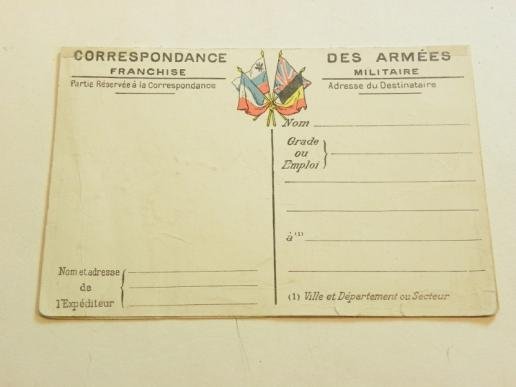 CORRESPONDANCE DES ARMÉES
FRANCHISE MILITAIRE
Partie Réservée à la Correspondance
Adresse du Destinataire
Nom
Grade
ou
Emploi
à (1)
Nom et adresse
de
l'Expéditeur
(1) Ville et Département ou Secteur